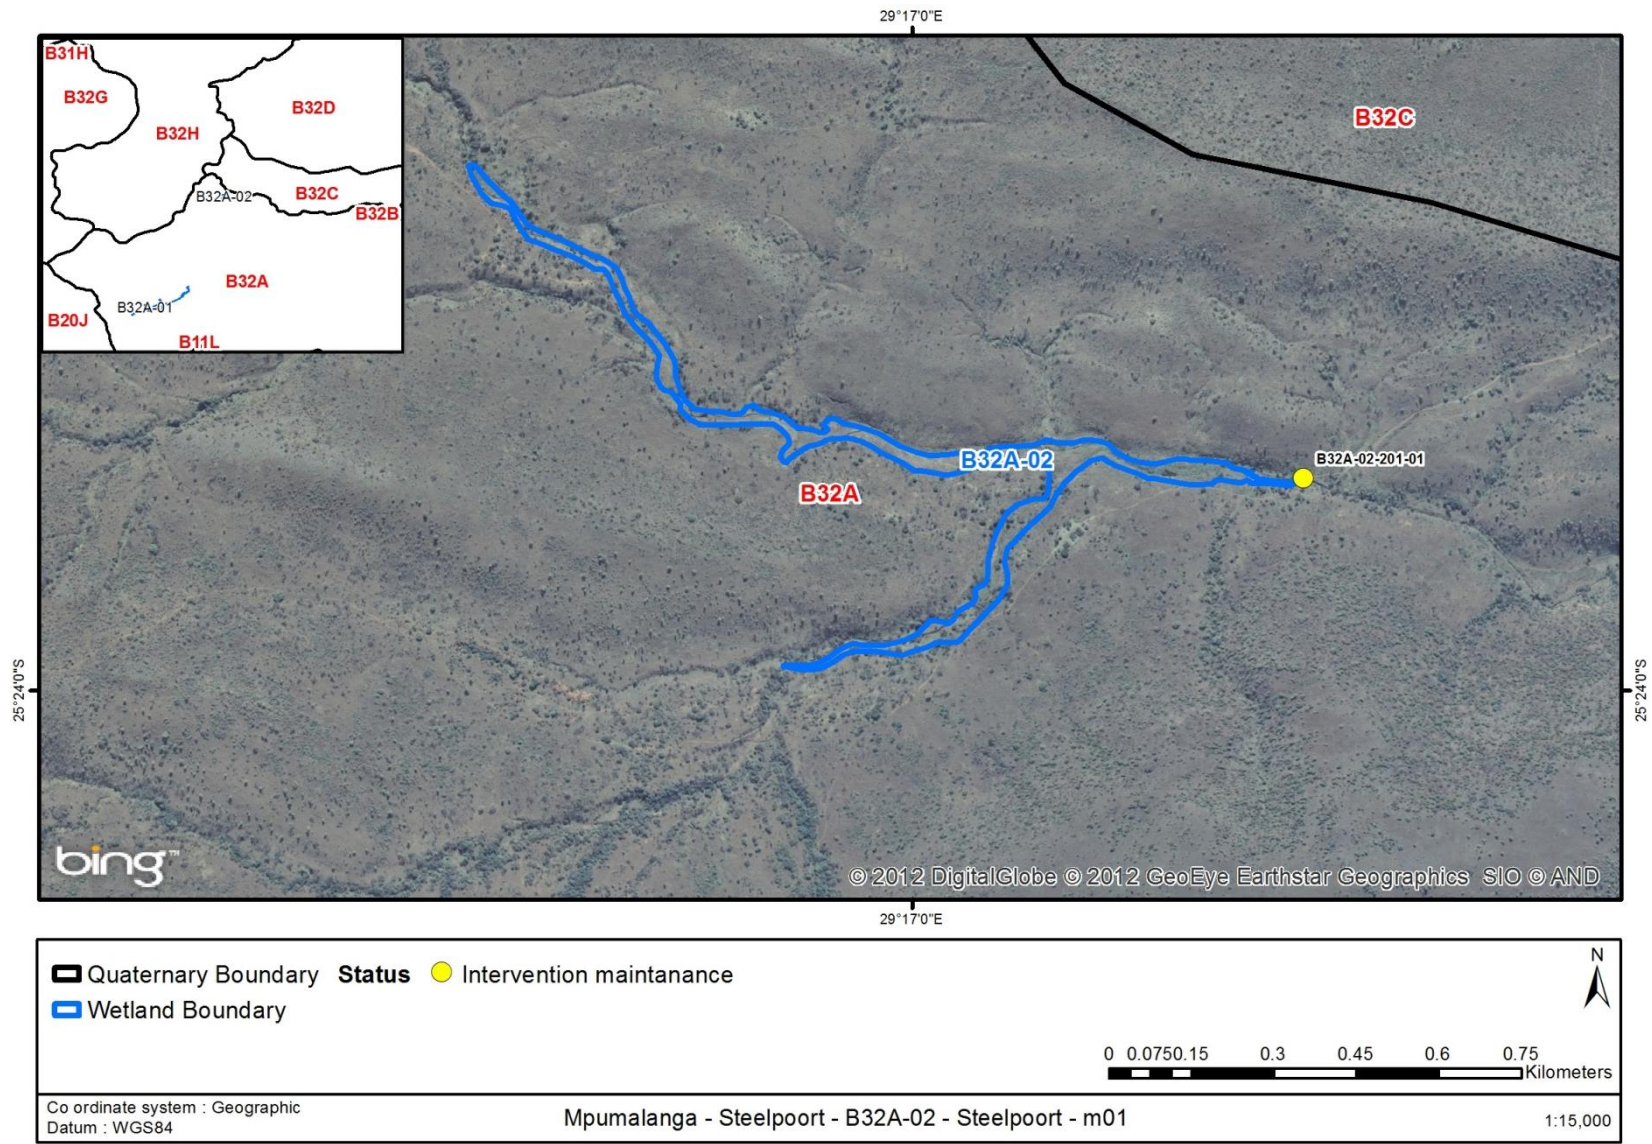 29°17'0"E
B31H
B32G
B32D
B32H
B32C
B32A-02
B32B
B32A
B32A-01
B20J
B11L
B32C
B32A-02-201-01
B32A-02
B32A
25°24'0"S
25°24'0"S
bing™
© 2012 DigitalGlobe © 2012 GeoEye Earthstar Geographics SIO © AND
29°17'0"E
Quaternary Boundary Status Intervention maintanance
Wetland Boundary
N
0 0.075 0.15 0.3 0.45 0.6 0.75
Kilometers
Co ordinate system : Geographic
Datum : WGS84
Mpumalanga - Steelpoort - B32A-02 - Steelpoort - m01
1:15,000